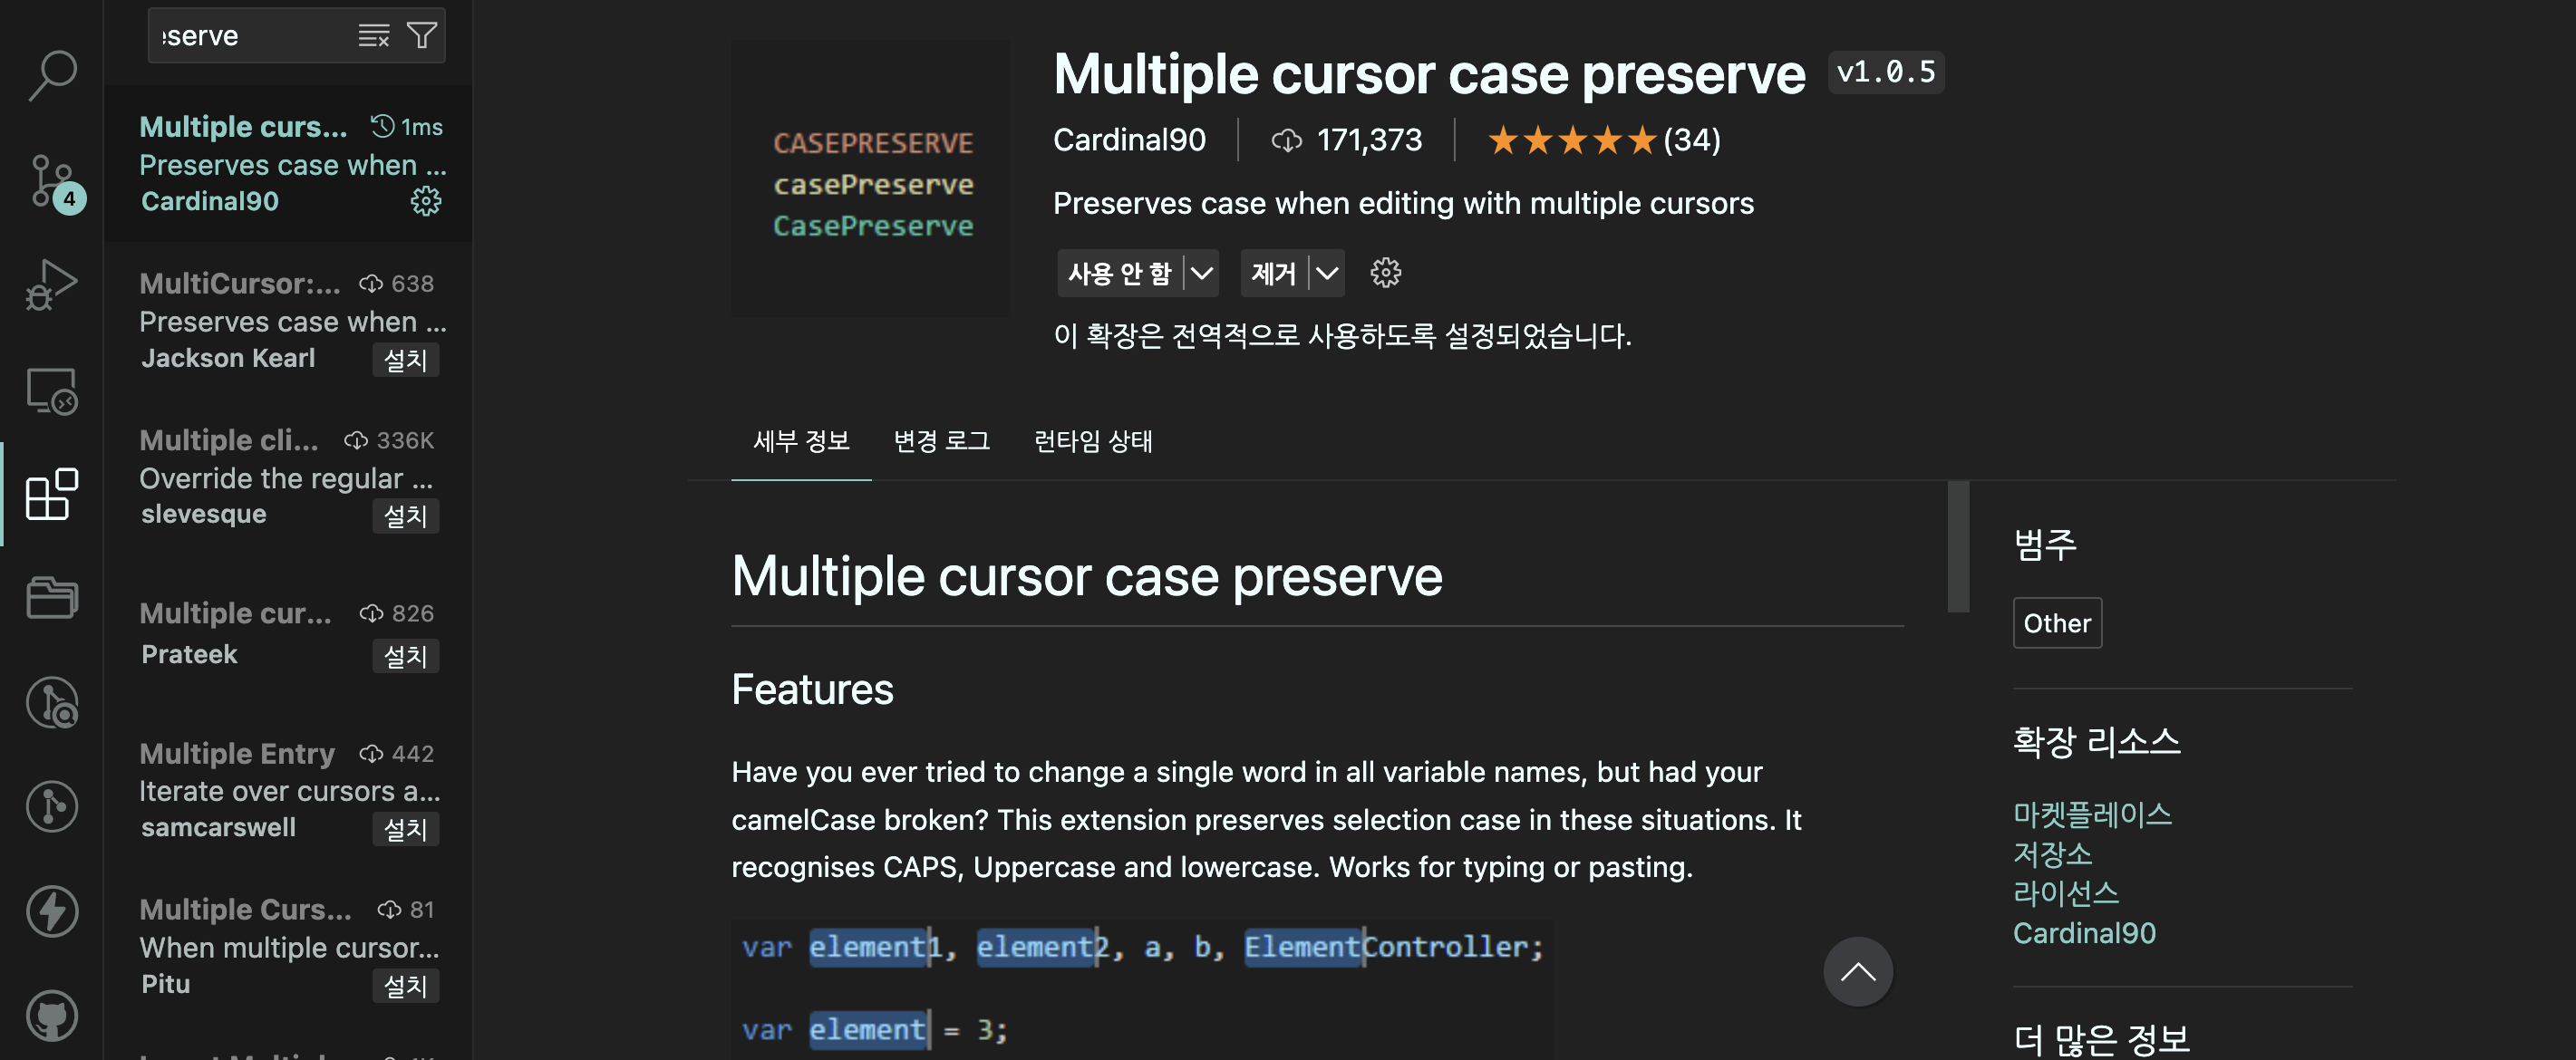 serve
Multiple curs... 1ms
Preserves case when ...
Cardinal90
4
MultiCursor:... 638
Preserves case when ...
Jackson Kearl 설치
Multiple cli... 336K
Override the regular ...
slevesque 설치
Multiple cur... 826
Prateek 설치
Multiple Entry 442
Iterate over cursors a...
samcarswell 설치
Multiple Curs... 81
When multiple cursor...
Pitu 설치
CASEPRESERVE
casePreserve
CasePreserve
Multiple cursor case preserve v1.0.5
Cardinal90 171,373 ★★★★★(34)
Preserves case when editing with multiple cursors
사용 안 함 제거
이 확장은 전역적으로 사용하도록 설정되었습니다.
세부 정보 변경 로그 런타임 상태
Multiple cursor case preserve
Features
Have you ever tried to change a single word in all variable names, but had your
camelCase broken? This extension preserves selection case in these situations. It
recognises CAPS, Uppercase and lowercase. Works for typing or pasting.
var element1, element2, a, b, ElementController;
var element = 3;
범주
Other
확장 리소스
마켓플레이스
저장소
라이선스
Cardinal90
더 많은 정보